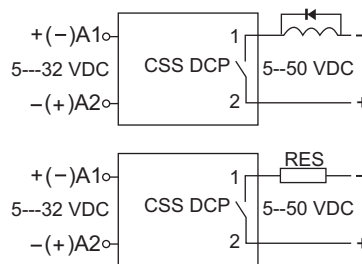 +(−)A1 1 −
5---32 VDC CSS DCP 5--50 VDC
−(+)A2 2 +
RES
+(−)A1 1 −
5---32 VDC CSS DCP 5--50 VDC
−(+)A2 2 +